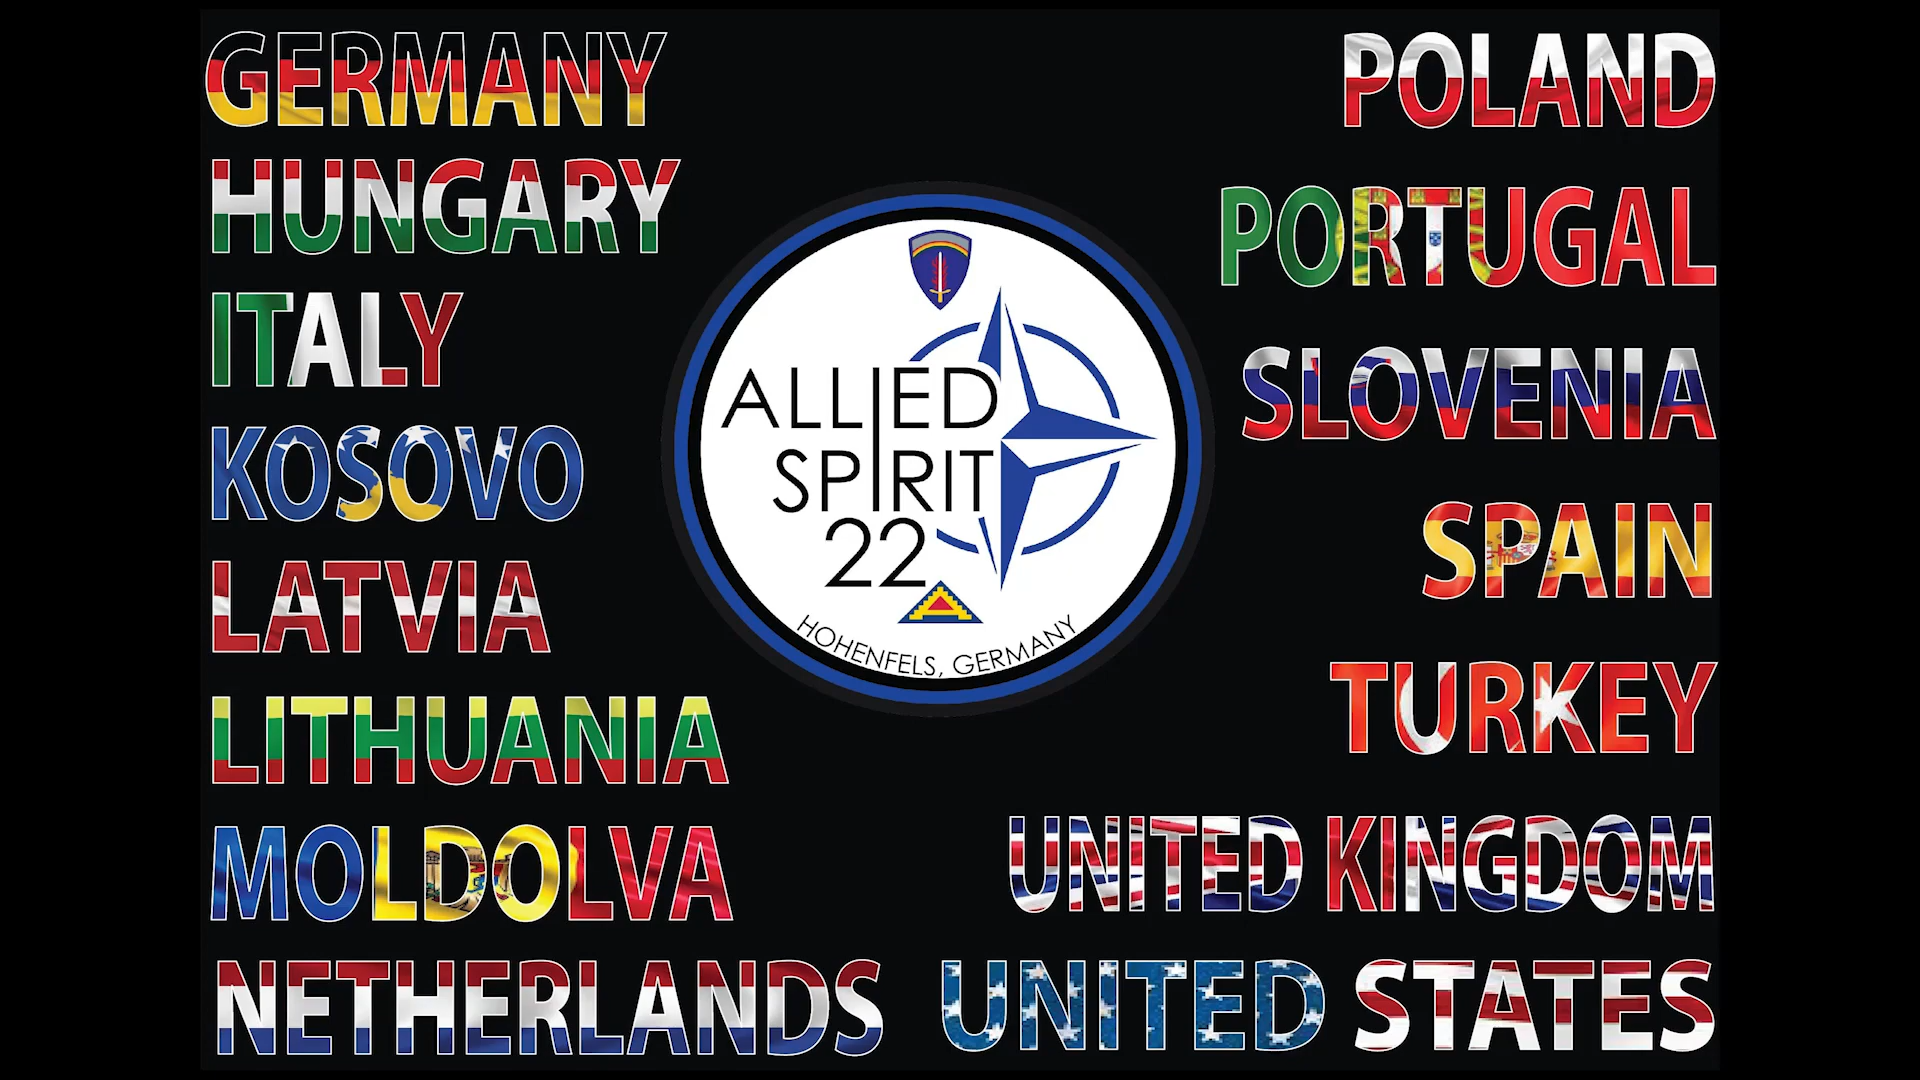 GERMANY
HUNGARY
ITALY
KOSOVO
LATVIA
LITHUANIA
MOLDOLVA
NETHERLANDS
ALLIED
SPIRIT
22
HOHENFELS, GERMANY
POLAND
PORTUGAL
SLOVENIA
SPAIN
TURKEY
UNITED KINGDOM
UNITED STATES